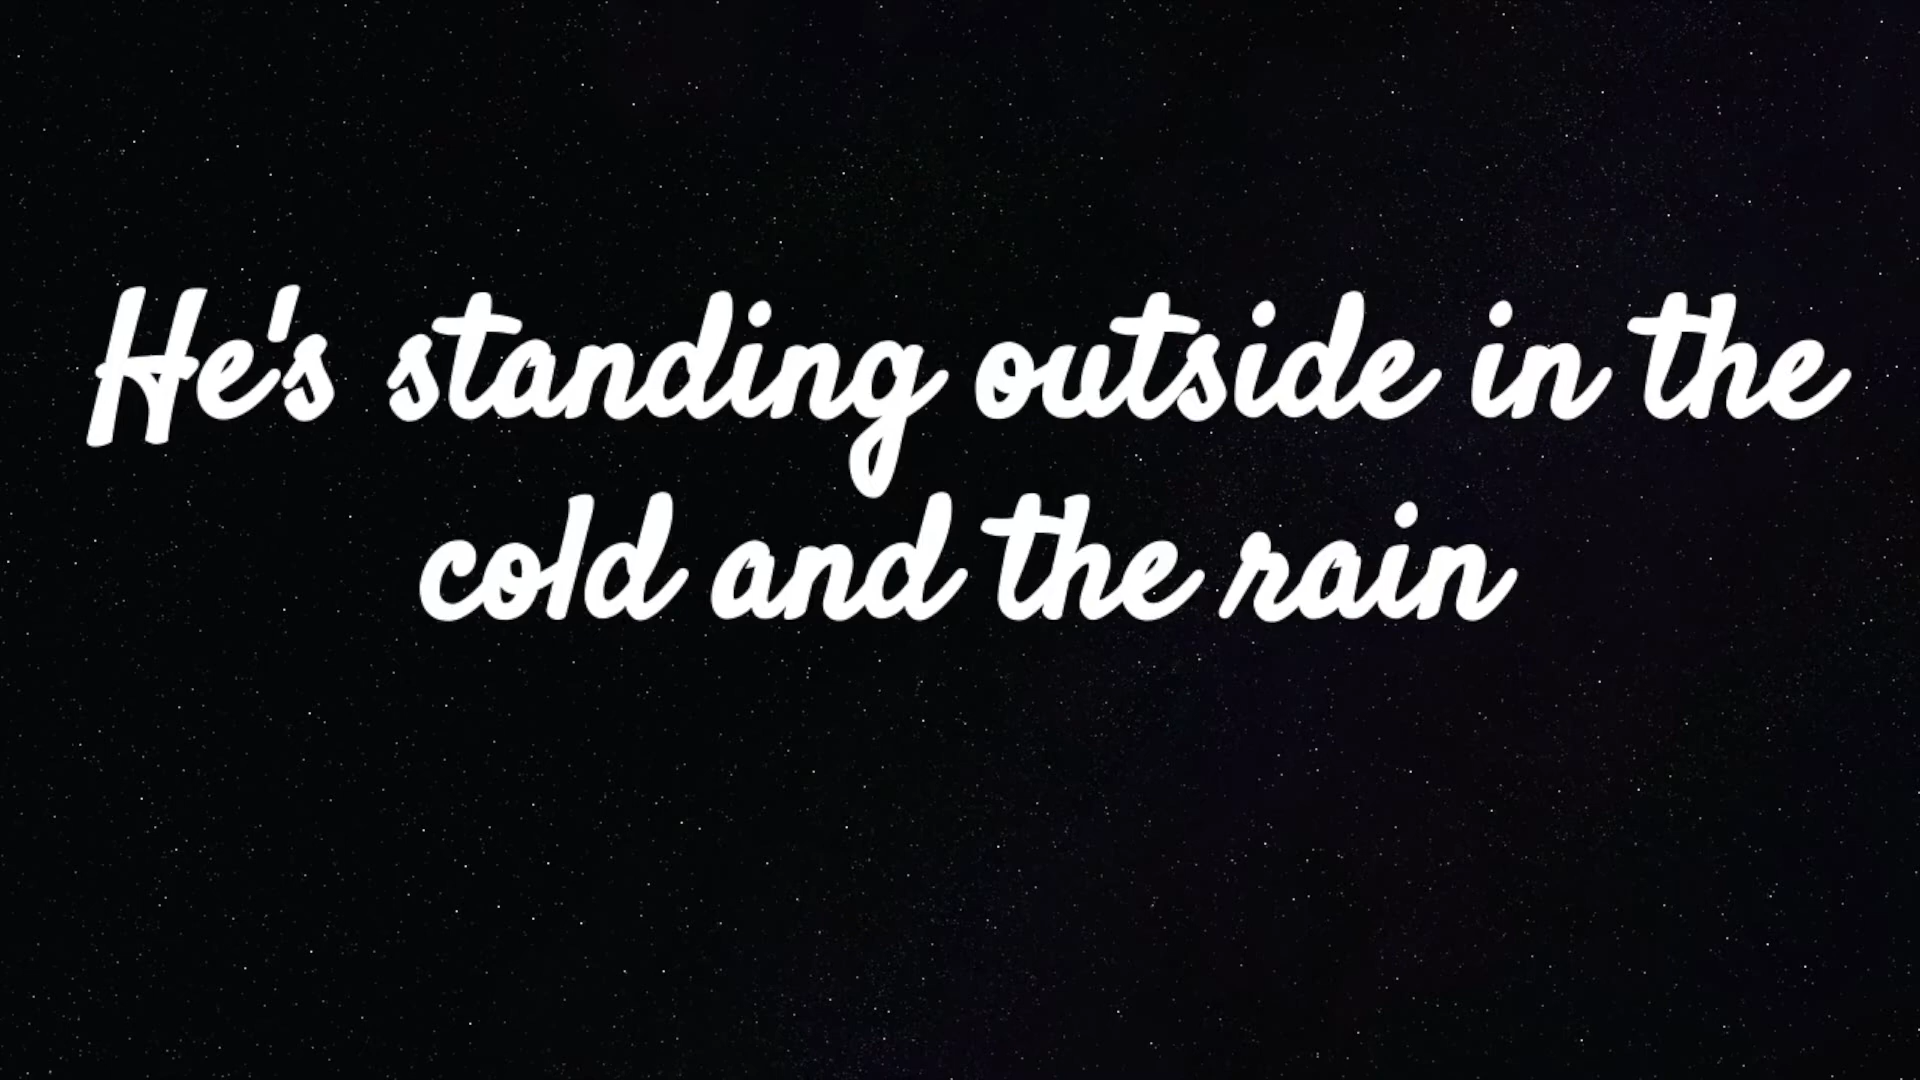 He's standing outside in the
cold and the rain